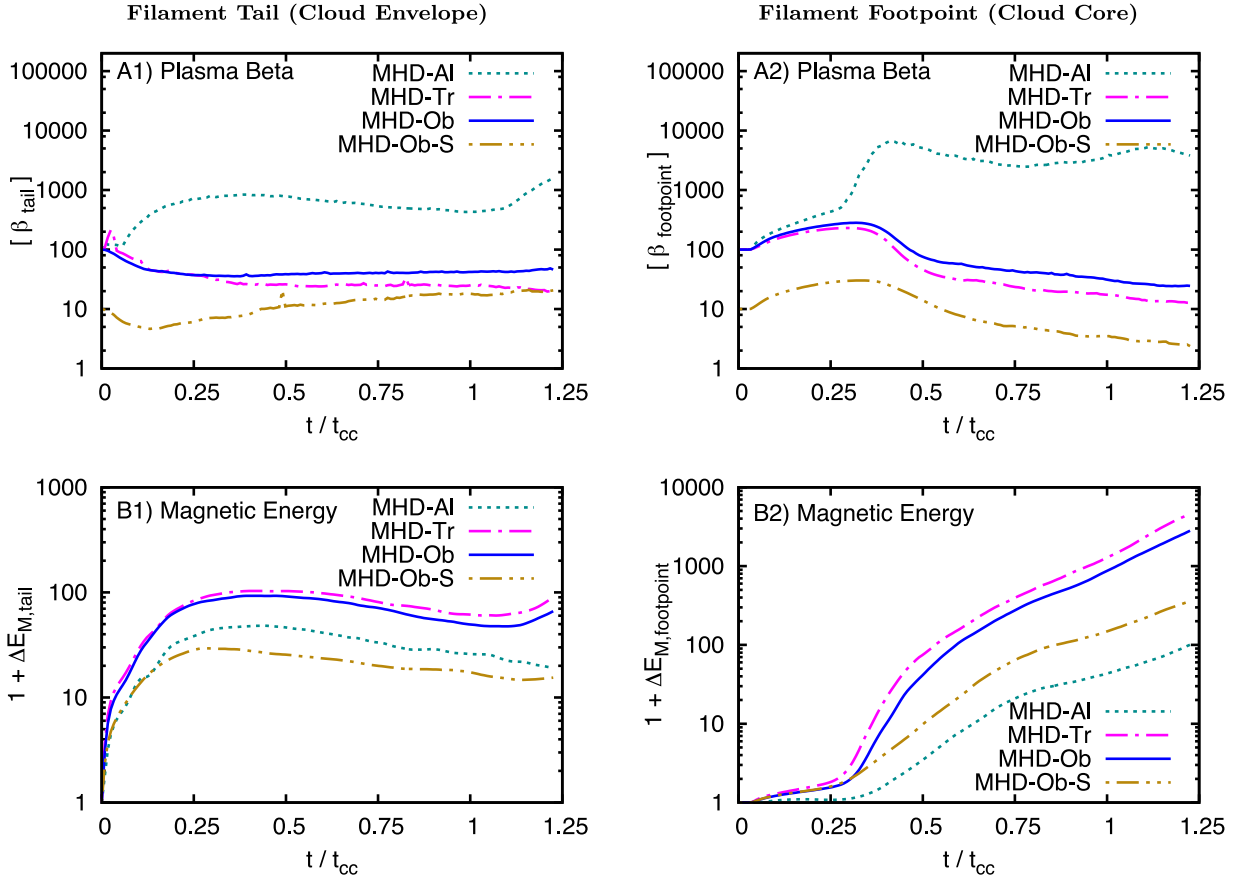 Filament Tail (Cloud Envelope)
Filament Footpoint (Cloud Core)
A1) Plasma Beta
MHD-Al
MHD-Tr
MHD-Ob
MHD-Ob-S
100000
10000
1000
100
10
1
[ β tail ]
0 0.25 0.5 0.75 1 1.25
t / tcc
A2) Plasma Beta
MHD-Al
MHD-Tr
MHD-Ob
MHD-Ob-S
100000
10000
1000
100
10
1
[ β footpoint ]
0 0.25 0.5 0.75 1 1.25
t / tcc
B1) Magnetic Energy
MHD-Al
MHD-Tr
MHD-Ob
MHD-Ob-S
1000
100
10
1
1 + ΔEM,tail
0 0.25 0.5 0.75 1 1.25
t / tcc
B2) Magnetic Energy
10000
1000
100
10
1
1 + ΔEM,footpoint
MHD-Al
MHD-Tr
MHD-Ob
MHD-Ob-S
0 0.25 0.5 0.75 1 1.25
t / tcc